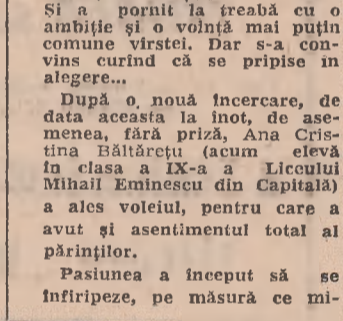 Și a pornit la treabă cu o
ambiție și o voință mai puțin
comune vîrstei. Dar s-a con-
vins curînd că se pripise în
alegere...
După o nouă încercare, de
data aceasta la înot, de ase-
menea, fără priză, Ana Cris-
tina Băltărețu (acum elevă
în clasa a IX-a a Liceului
Mihail Eminescu din Capitală)
a ales voleiul, pentru care a
avut și asentimentul total al
părinților.
Pasiunea a început să se
înfiripeze, pe măsură ce mi-